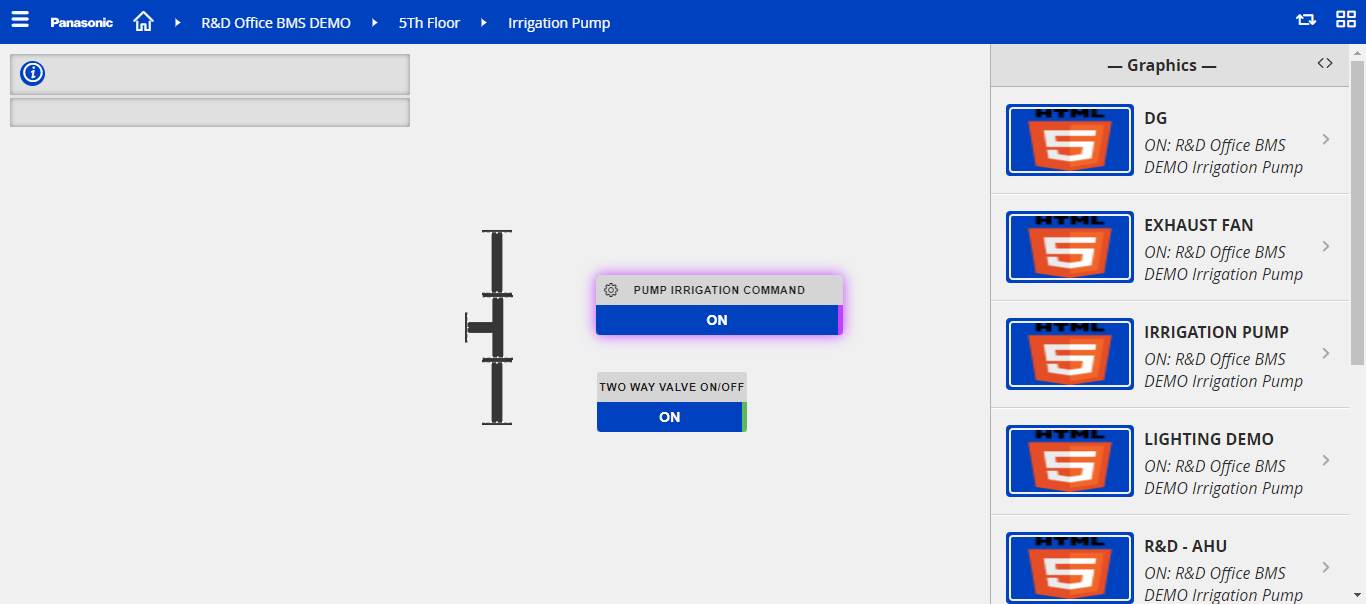 Panasonic R&D Office BMS DEMO 5Th Floor Irrigation Pump
— Graphics —
DG
ON: R&D Office BMS
DEMO Irrigation Pump
EXHAUST FAN
ON: R&D Office BMS
DEMO Irrigation Pump
IRRIGATION PUMP
ON: R&D Office BMS
DEMO Irrigation Pump
LIGHTING DEMO
ON: R&D Office BMS
DEMO Irrigation Pump
R&D - AHU
ON: R&D Office BMS
DEMO Irrigation Pump
HTML
5
HTML
5
HTML
5
HTML
5
HTML
5
PUMP IRRIGATION COMMAND
ON
TWO WAY VALVE ON/OFF
ON